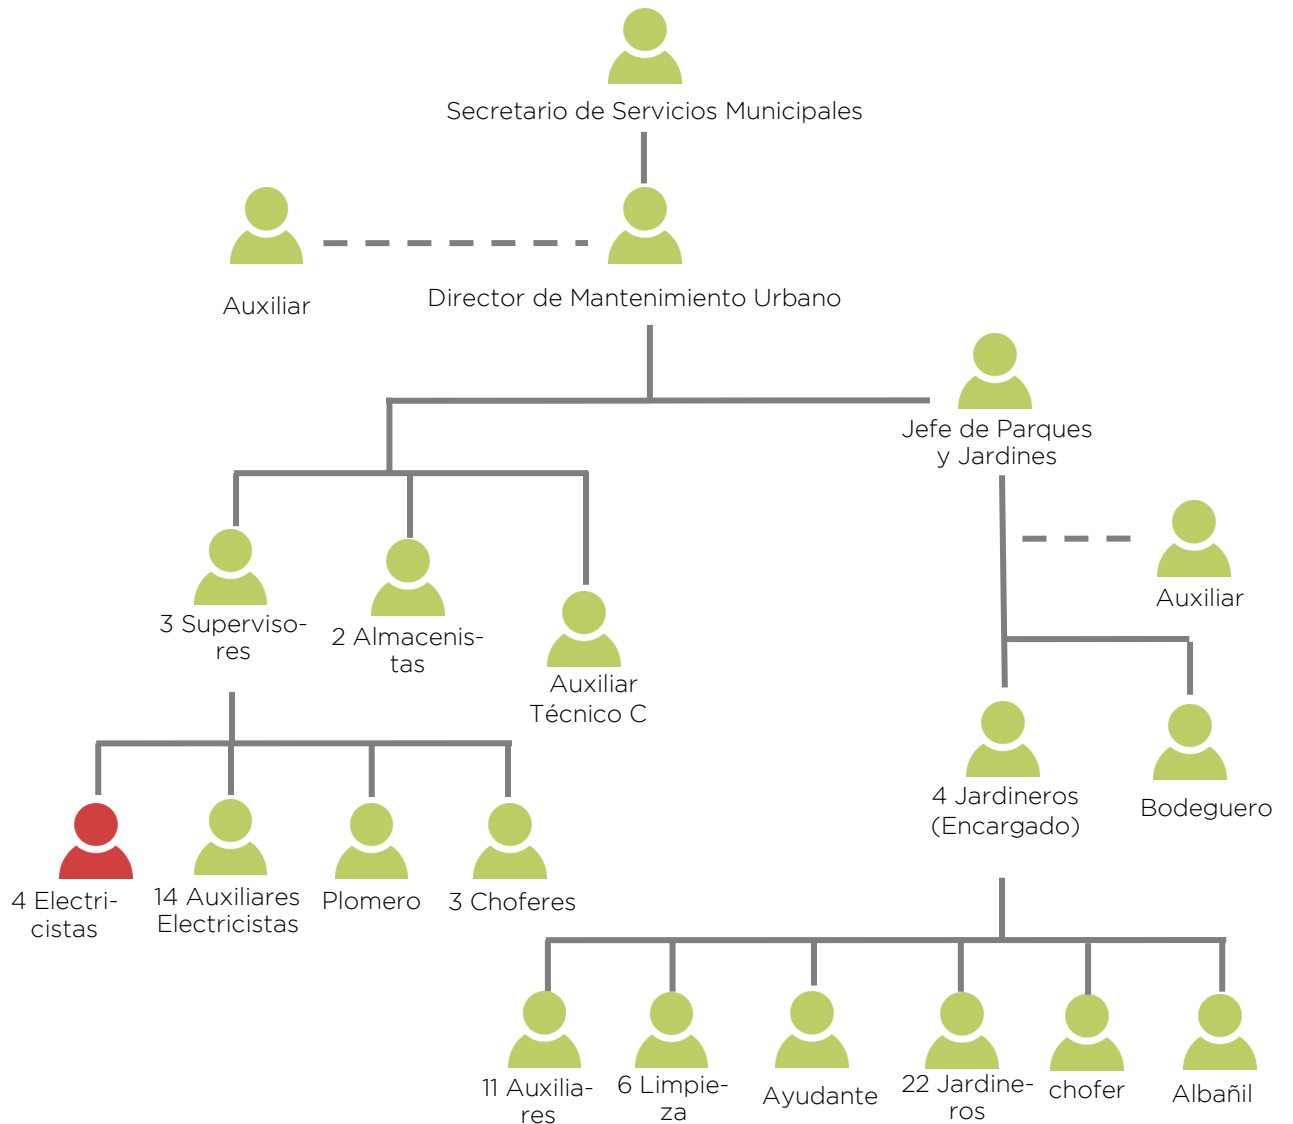 Secretario de Servicios Municipales
Auxiliar
Director de Mantenimiento Urbano
Jefe de Parques
y Jardines
Auxiliar
3 Superviso-
res
2 Almacenis-
tas
Auxiliar
Técnico C
4 Jardineros
(Encargado)
Bodeguero
4 Electri-
cistas
14 Auxiliares
Electricistas
Plomero
3 Choferes
11 Auxilia-
res
6 Limpie-
za
Ayudante
22 Jardine-
ros
chofer
Albañil